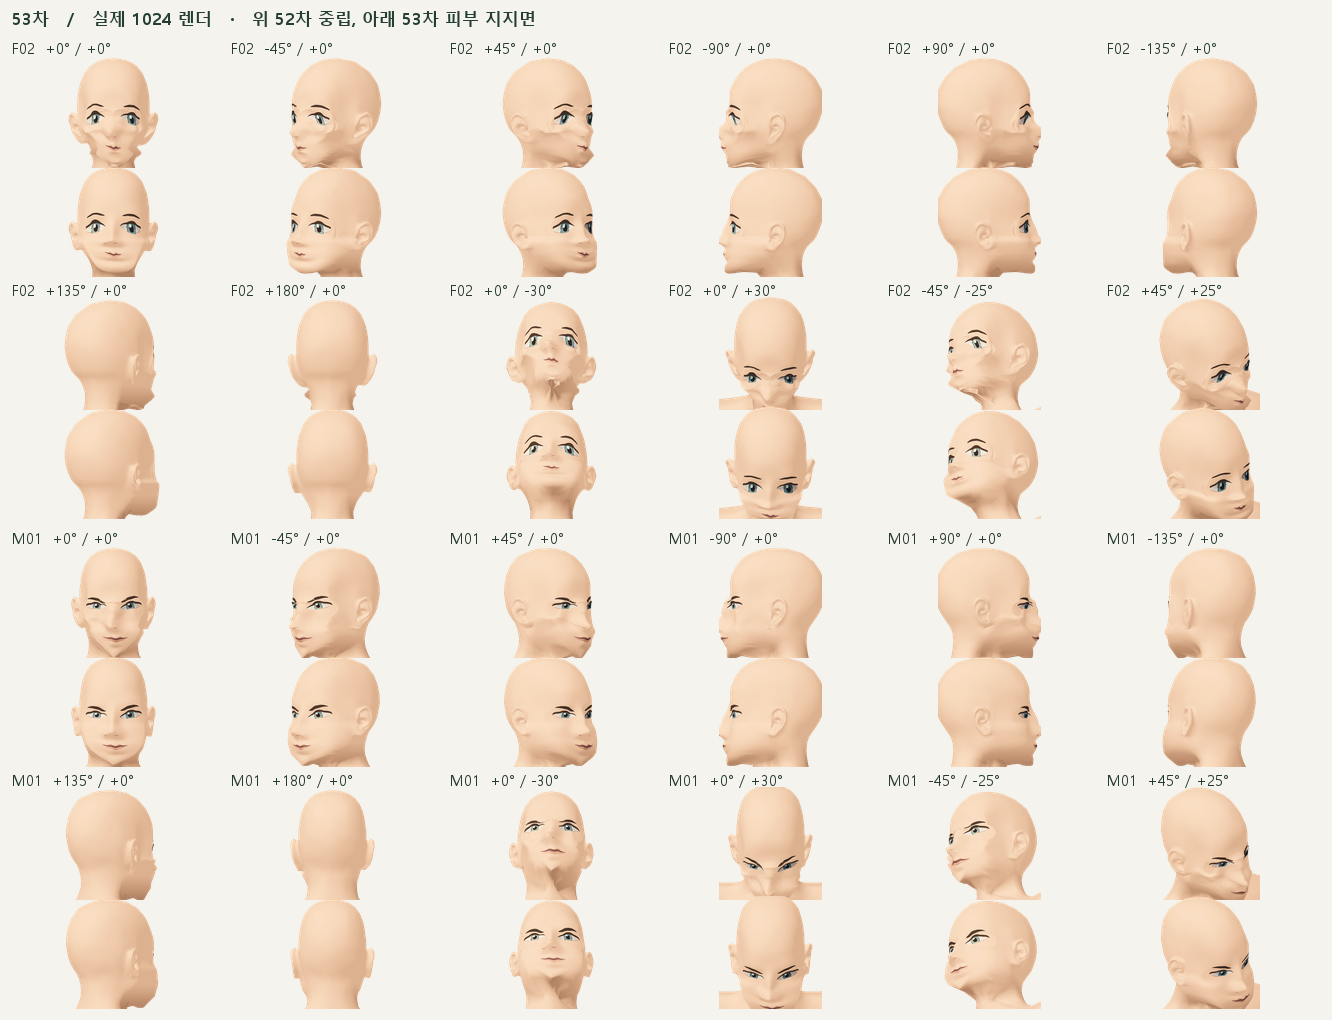 53차 / 실제 1024 렌더 · 위 52차 중립, 아래 53차 피부 지지면
F02 +0° / +0° F02 -45° / +0° F02 +45° / +0° F02 -90° / +0° F02 +90° / +0° F02 -135° / +0°
F02 +135° / +0° F02 +180° / +0° F02 +0° / -30° F02 +0° / +30° F02 -45° / -25° F02 +45° / +25°
M01 +0° / +0° M01 -45° / +0° M01 +45° / +0° M01 -90° / +0° M01 +90° / +0° M01 -135° / +0°
M01 +135° / +0° M01 +180° / +0° M01 +0° / -30° M01 +0° / +30° M01 -45° / -25° M01 +45° / +25°